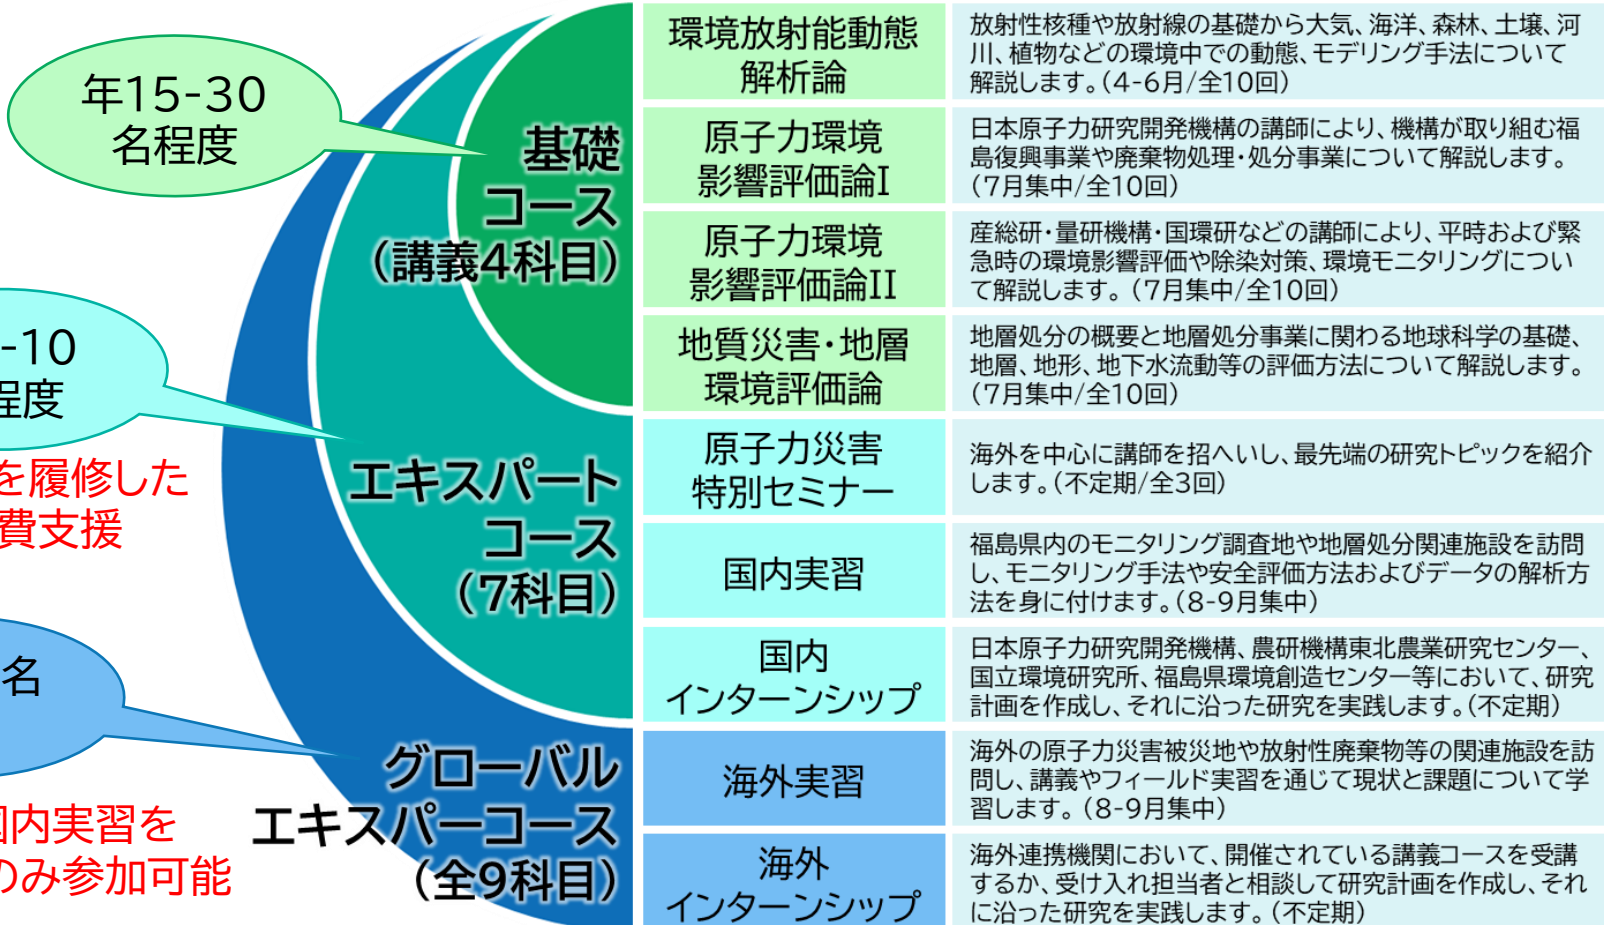 年15-30
名程度
-10
程度
を履修した
費支援
名
国内実習を
のみ参加可能
基礎
コース
（講義4科目）
エキスパート
コース
（7科目）
グローバル
エキスパーコース
（全9科目）
環境放射能動態
解析論
放射性核種や放射線の基礎から大気、海洋、森林、土壌、河
川、植物などの環境中での動態、モデリング手法について
解説します。（4-6月/全10回）
原子力環境
影響評価論I
日本原子力研究開発機構の講師により、機構が取り組む福
島復興事業や廃棄物処理・処分事業について解説します。
（7月集中/全10回）
原子力環境
影響評価論II
産総研・量研機構・国環研などの講師により、平時および緊
急時の環境影響評価や除染対策、環境モニタリングについ
て解説します。（7月集中/全10回）
地質災害・地層
環境評価論
地層処分の概要と地層処分事業に関わる地球科学の基礎、
地層、地形、地下水流動等の評価方法について解説します。
（7月集中/全10回）
原子力災害
特別セミナー
海外を中心に講師を招へいし、最先端の研究トピックを紹介
します。（不定期/全3回）
国内実習
福島県内のモニタリング調査地や地層処分関連施設を訪問
し、モニタリング手法や安全評価方法およびデータの解析方
法を身に付けます。（8-9月集中）
国内
インターンシップ
日本原子力研究開発機構、農研機構東北農業研究センター、
国立環境研究所、福島県環境創造センター等において、研究
計画を作成し、それに沿った研究を実践します。（不定期）
海外実習
海外の原子力災害被災地や放射性廃棄物等の関連施設を訪
問し、講義やフィールド実習を通じて現状と課題について学
習します。（8-9月集中）
海外
インターンシップ
海外連携機関において、開催されている講義コースを受講
するか、受け入れ担当者と相談して研究計画を作成し、それ
に沿った研究を実践します。（不定期）